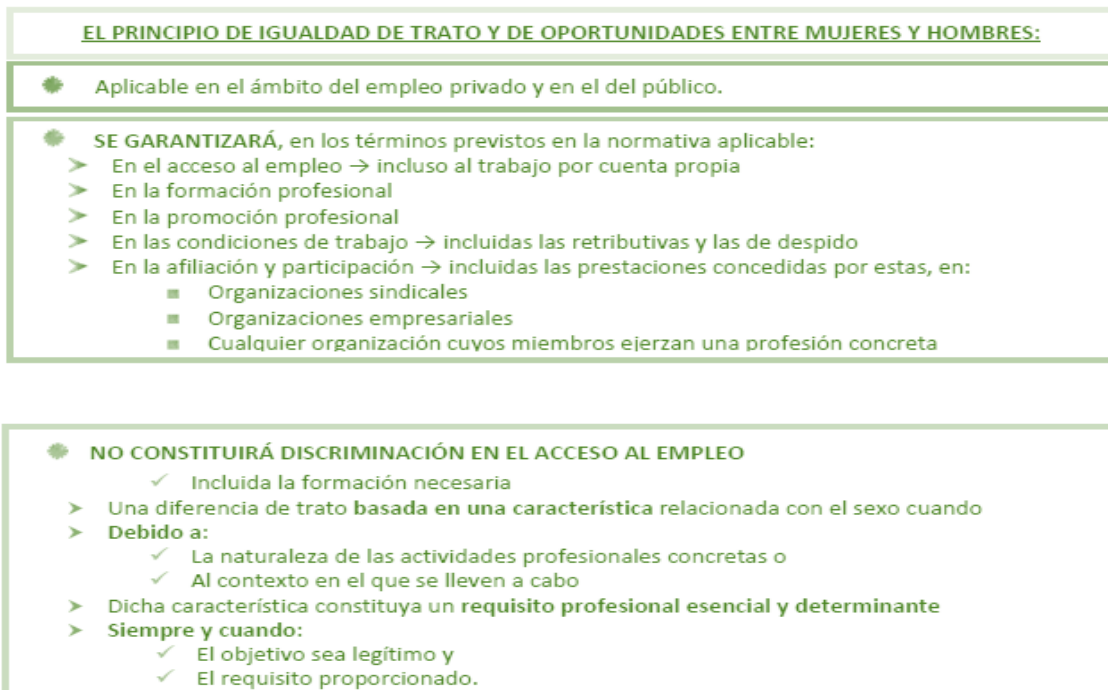 EL PRINCIPIO DE IGUALDAD DE TRATO Y DE OPORTUNIDADES ENTRE MUJERES Y HOMBRES:
Aplicable en el ámbito del empleo privado y en el del público.
SE GARANTIZARÁ, en los términos previstos en la normativa aplicable:
➢ En el acceso al empleo → incluso al trabajo por cuenta propia
➢ En la formación profesional
➢ En la promoción profesional
➢ En las condiciones de trabajo → incluidas las retributivas y las de despido
➢ En la afiliación y participación → incluidas las prestaciones concedidas por estas, en:
▪ Organizaciones sindicales
▪ Organizaciones empresariales
▪ Cualquier organización cuyos miembros ejerzan una profesión concreta
NO CONSTITUIRÁ DISCRIMINACIÓN EN EL ACCESO AL EMPLEO
✓ Incluida la formación necesaria
➢ Una diferencia de trato basada en una característica relacionada con el sexo cuando
➢ Debido a:
✓ La naturaleza de las actividades profesionales concretas o
✓ Al contexto en el que se lleven a cabo
➢ Dicha característica constituya un requisito profesional esencial y determinante
➢ Siempre y cuando:
✓ El objetivo sea legítimo y
✓ El requisito proporcionado.